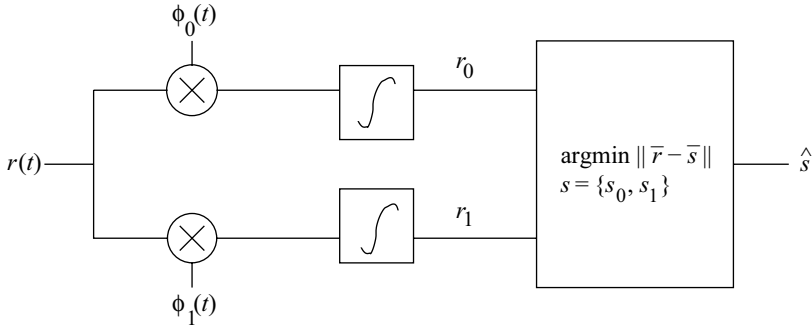 ϕ₀(t)
r₀
r(t)
∫
argmin || r̅ – s̅ ||
s = {s₀, s₁}
ŝ
∫
r₁
ϕ₁(t)